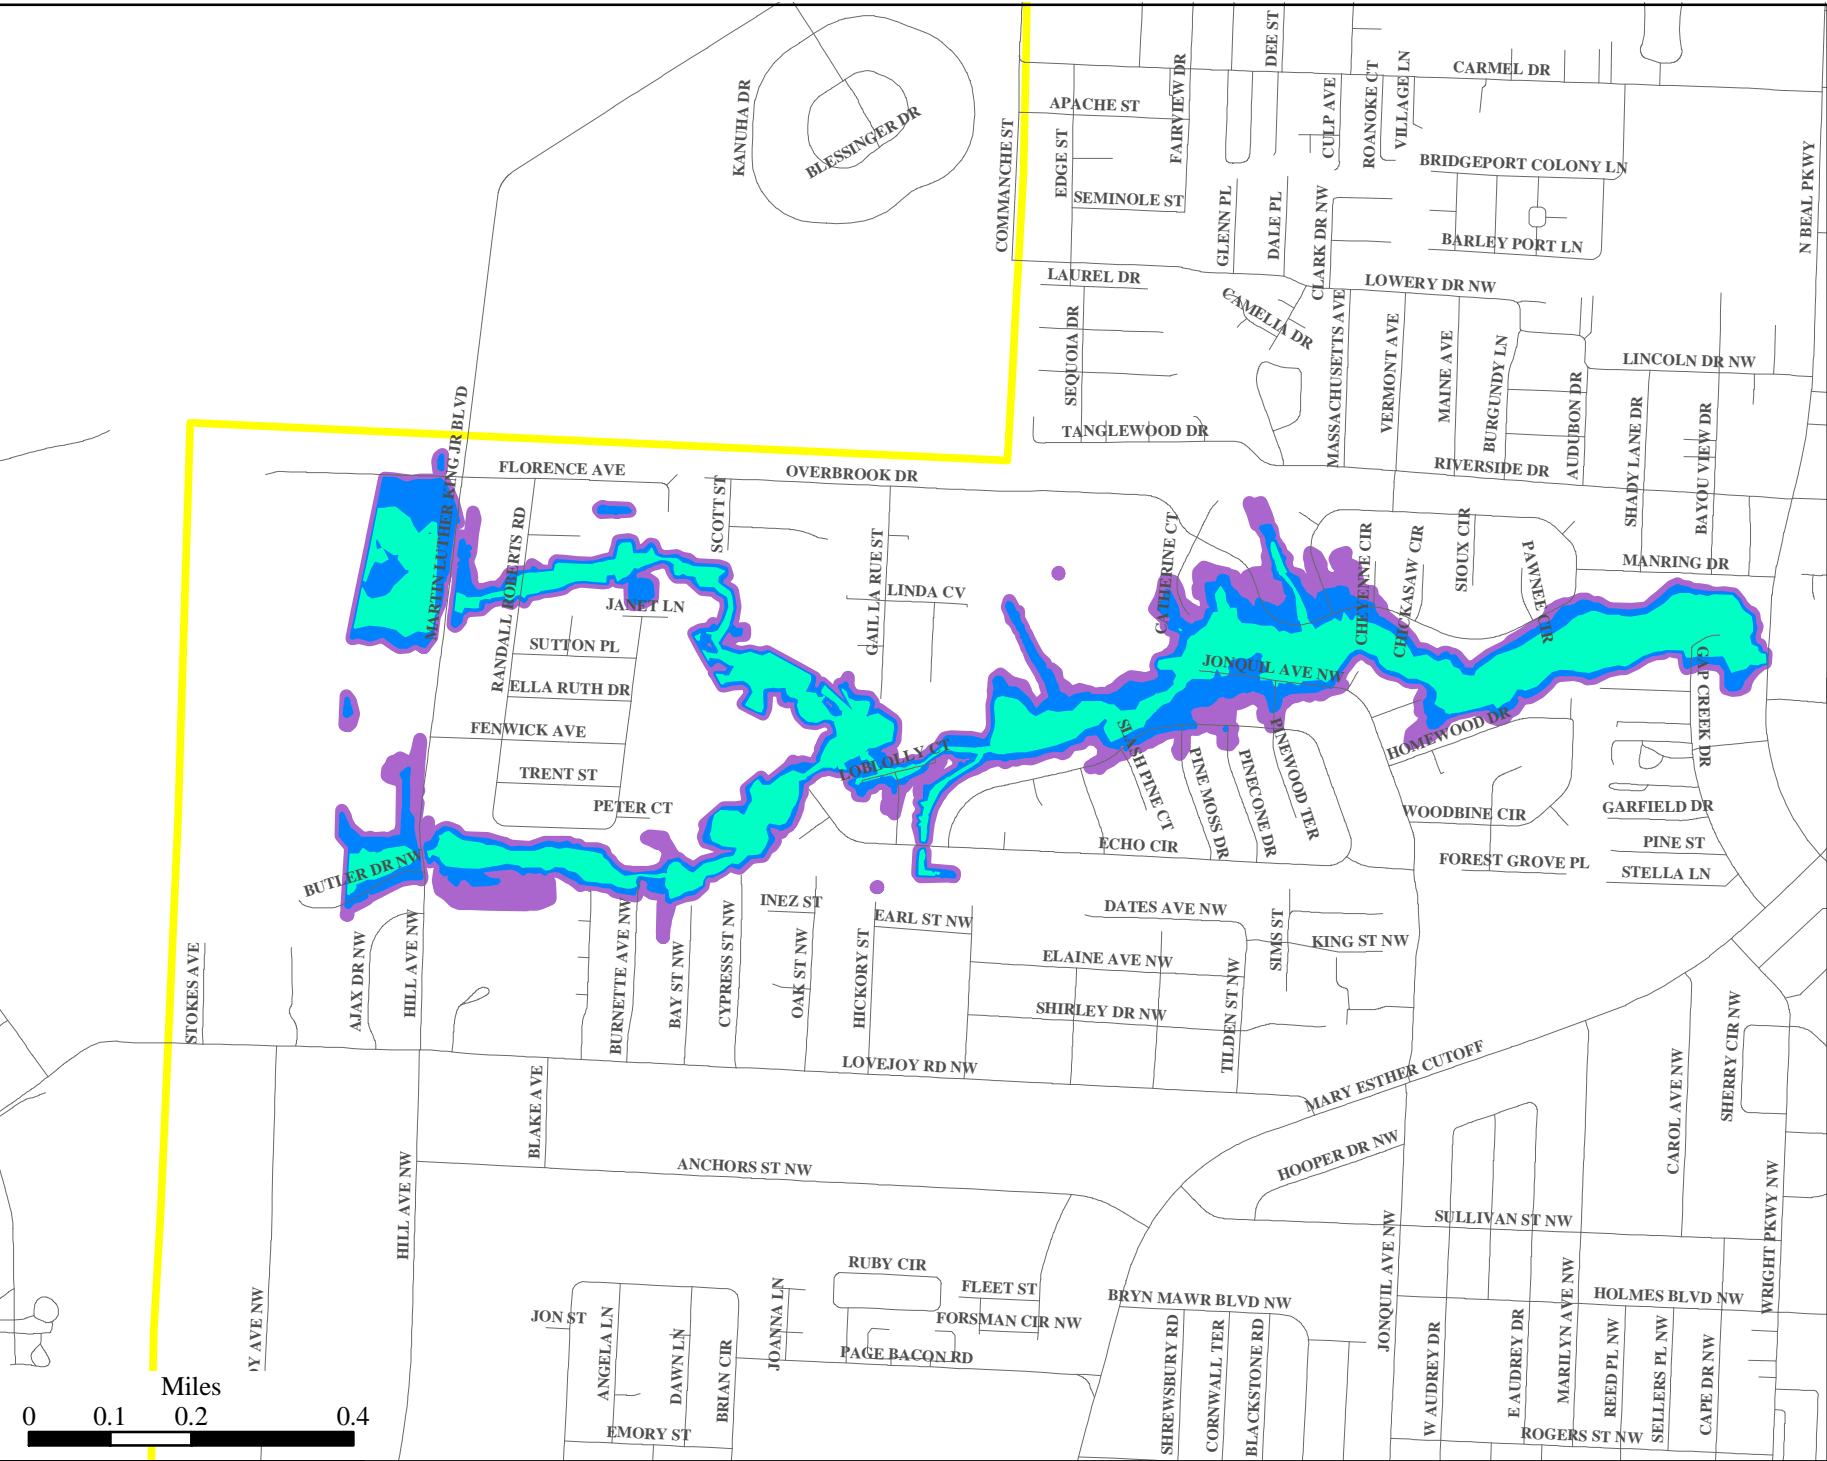 DEE ST
CARMEL DR
KANUHA DR
BLESSINGER DR
APACHE ST
FAIRVIEW DR
CULP AVE
ROANOKE CT
VILLAGE LN
COMMANCHE ST
EDGE ST
SEMINOLE ST
BRIDGEPORT COLONY LN
GLENN PL
DALE PL
CLARK DR NW
BARLEY PORT LN
N BEAL PKWY
LAUREL DR
LOWERY DR NW
CAMELIA DR
SEQUOIA DR
MASSACHUSETTS AVE
VERMONT AVE
MAINE AVE
BURGUNDY LN
AUDUBON DR
LINCOLN DR NW
SHADY LANE DR
BAYOU VIEW DR
TANGLEWOOD DR
RIVERSIDE DR
MARTIN LUTHER KING JR BLVD
FLORENCE AVE
OVERBROOK DR
SCOTT ST
RANDALL ROBERTS RD
GAIL LA RUE ST
CATHERINE CT
CHEYENNE CIR
CHICKASAW CIR
SIOUX CIR
PAWNEE CIR
MANRING DR
JANET LN
LINDA CV
SUTTON PL
ELLA RUTH DR
JONQUIL AVE NW
GAP CREEK DR
FENWICK AVE
LOBLOLLY CT
SLASH PINE CT
PINE MOSS DR
PINECONE DR
PINEWOOD TER
HOMEWOOD DR
TRENT ST
PETER CT
WOODBINE CIR
GARFIELD DR
ECHO CIR
PINE ST
FOREST GROVE PL
STELLA LN
BUTLER DR NW
INEZ ST
EARL ST NW
DATES AVE NW
STOKES AVE
AJAX DR NW
HILL AVE NW
BURNETTE AVE NW
BAY ST NW
CYPRESS ST NW
OAK ST NW
HICKORY ST
ELAINE AVE NW
SIMS ST
KING ST NW
SHIRLEY DR NW
TILDEN ST NW
LOVEJOY RD NW
MARY ESTHER CUTOFF
CAROL AVE NW
SHERRY CIR NW
BLAKE AVE
ANCHORS ST NW
HOOPER DR NW
HILL AVE NW
SULLIVAN ST NW
JONQUIL AVE NW
WRIGHT PKWY NW
RUBY CIR
FLEET ST
BRYN MAWR BLVD NW
HOLMES BLVD NW
JON ST
ANGELA LN
DAWN LN
BRIAN CIR
JOANNA LN
FORSMAN CIR NW
PAGE BACON RD
SHREWSBURY RD
CORNWALL TER
BLACKSTONE RD
W AUDREY DR
E AUDREY DR
MARILYN AVE NW
REED PL NW
SELLERS PL NW
CAPE DR NW
EMORY ST
ROGERS ST NW
Y AVE NW
Miles
0 0.1 0.2 0.4